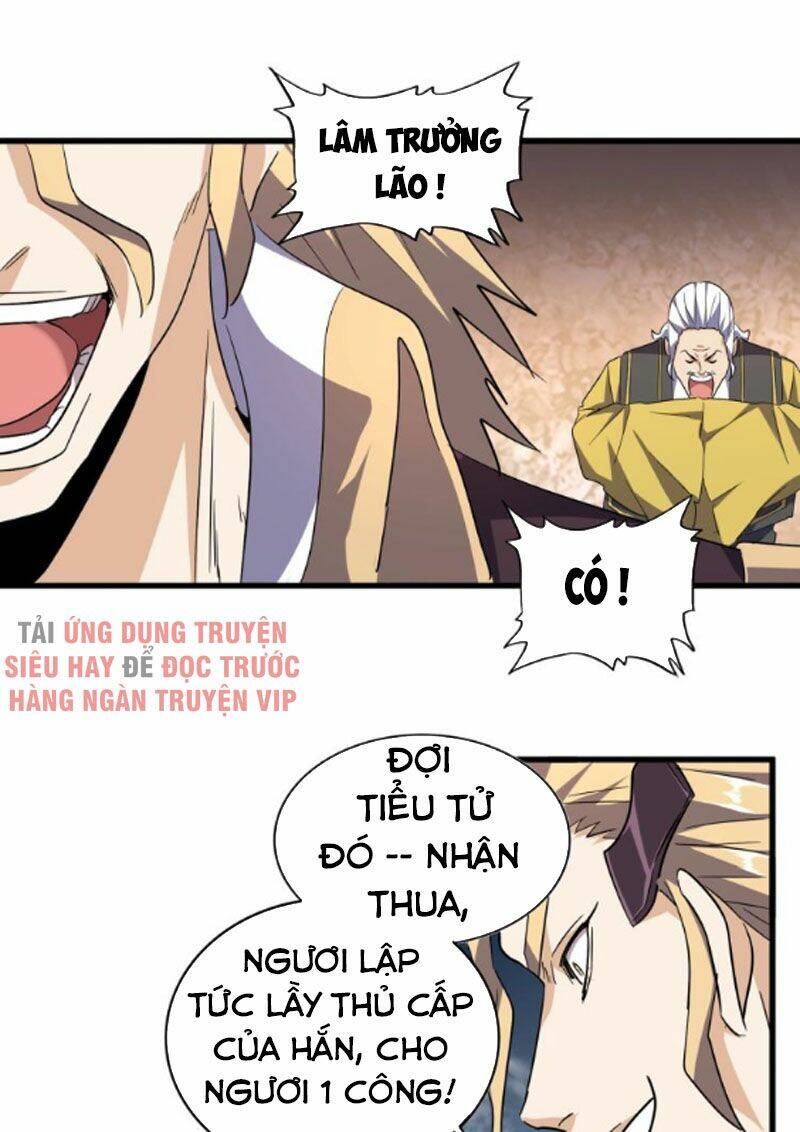 LÂM TRƯỞNG
LÃO !
CÓ !
TẢI ỨNG DỤNG TRUYỆN
SIÊU HAY ĐỂ ĐỌC TRƯỚC
HÀNG NGÀN TRUYỆN VIP
ĐỢI
TIỂU TỬ
ĐÓ -- NHẬN
THUA,
NGƯƠI LẬP
TỨC LẦY THỦ CẤP
CỦA HẮN, CHO
NGƯƠI 1 CÔNG!